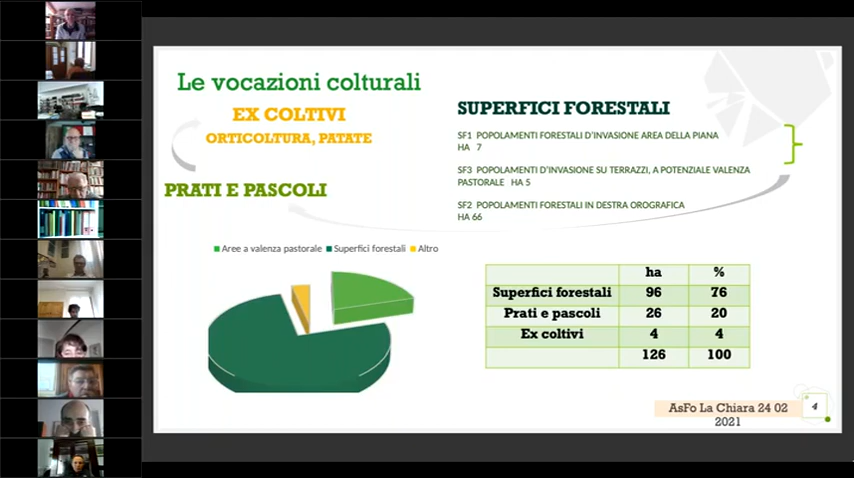 Le vocazioni colturali
EX COLTIVI
ORTICOLTURA, PATATE
PRATI E PASCOLI
SUPERFICI FORESTALI
SF1 POPOLAMENTI FORESTALI D'INVASIONE AREA DELLA PIANA
HA 7
SF3 POPOLAMENTI D'INVASIONE SU TERRAZZI, A POTENZIALE VALENZA
PASTORALE HA 5
SF2 POPOLAMENTI FORESTALI IN DESTRA OROGRAFICA
HA 66
Aree a valenza pastorale Superfici forestali Altro
ha %
Superfici forestali 96 76
Prati e pascoli 26 20
Ex coltivi 4 4
126 100
AsFo La Chiara 24 02
2021
4